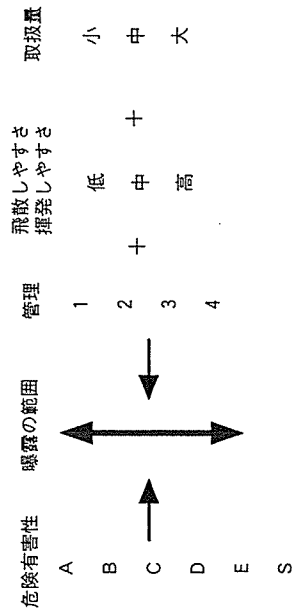 危険有害性
A
B
C
D
E
S
曝露の範囲
管理
1
2
3
4
+
飛散しやすさ
揮発しやすさ
低
中
高
+
取扱量
小
中
大